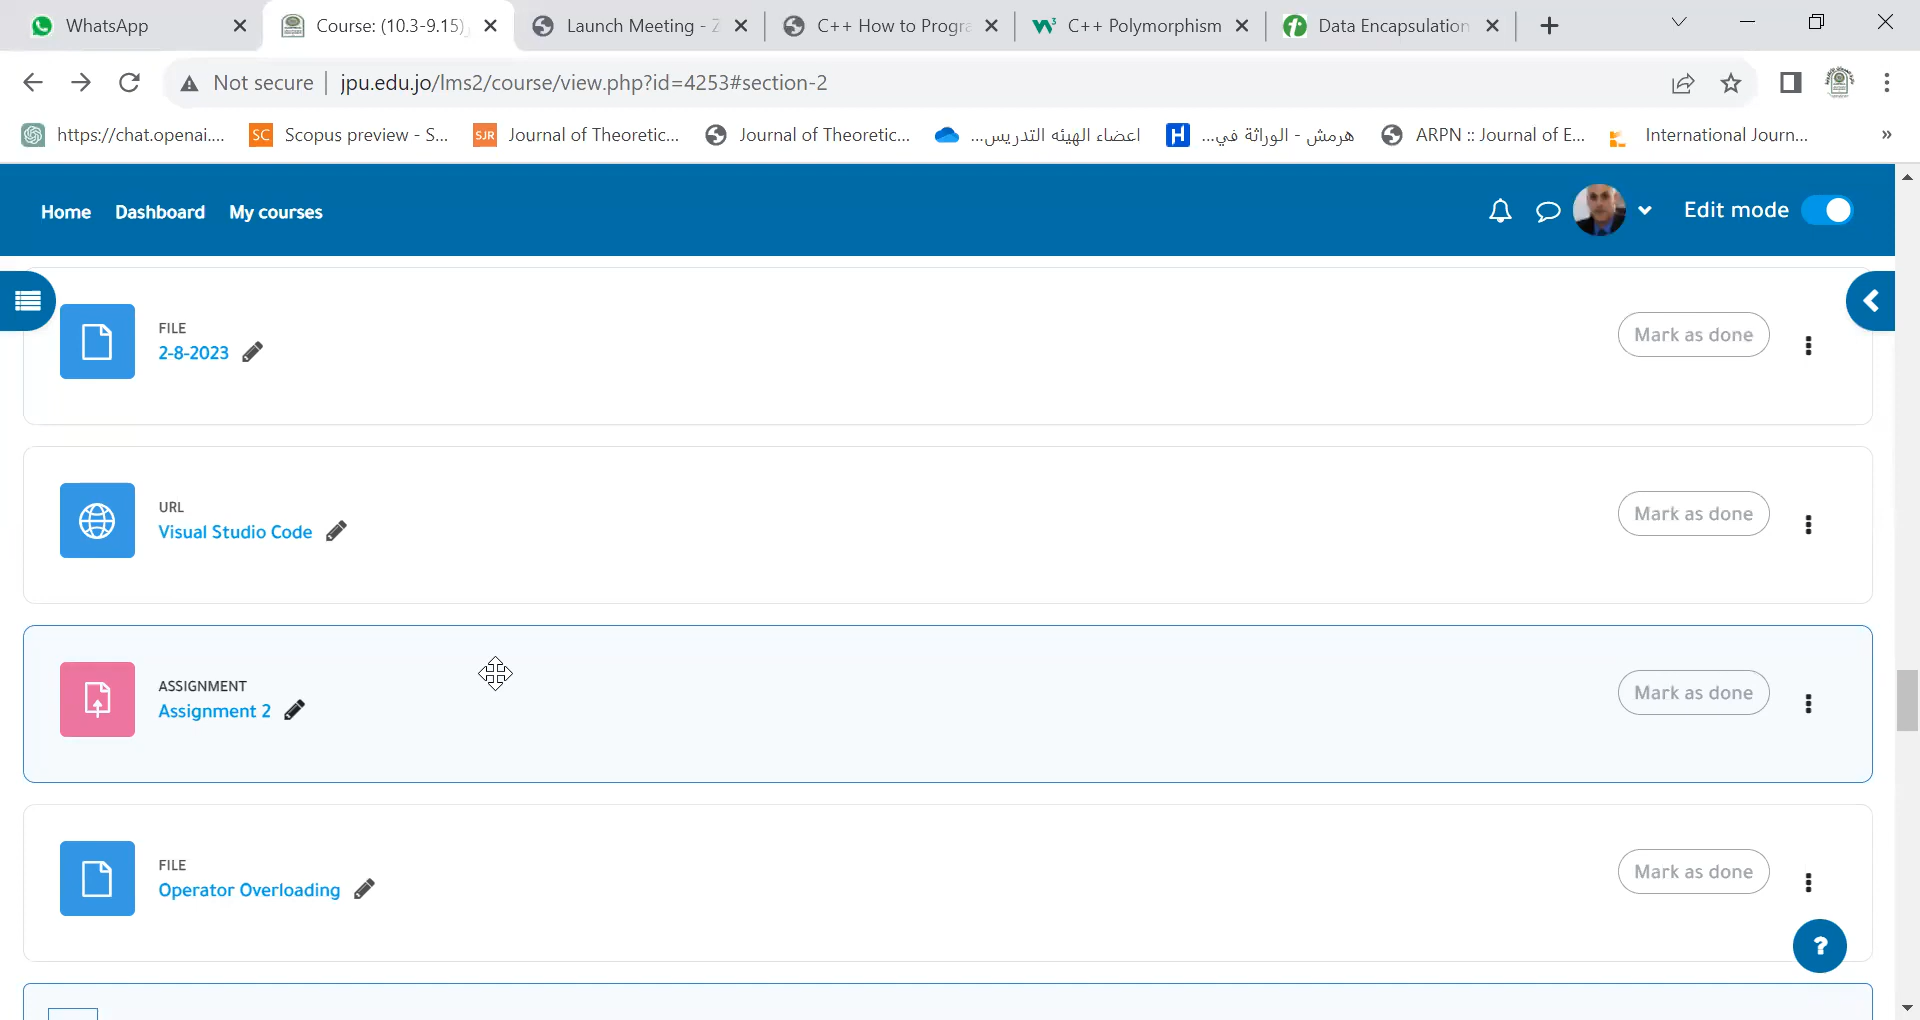 WhatsApp
Course: (10.3-9.15)
Launch Meeting - Z
C++ How to Progra
C++ Polymorphism
Data Encapsulation
Not secure
jpu.edu.jo/lms2/course/view.php?id=4253#section-2
https://chat.openai....
SC
Scopus preview - S...
SJR
Journal of Theoretic...
Journal of Theoretic...
اعضاء الهيئه التدريس...
H
هرمش - الوراثة في...
ARPN :: Journal of E...
International Journ...
»
Home
Dashboard
My courses
Edit mode
FILE
2-8-2023
Mark as done
URL
Visual Studio Code
Mark as done
ASSIGNMENT
Assignment 2
Mark as done
FILE
Operator Overloading
Mark as done
?